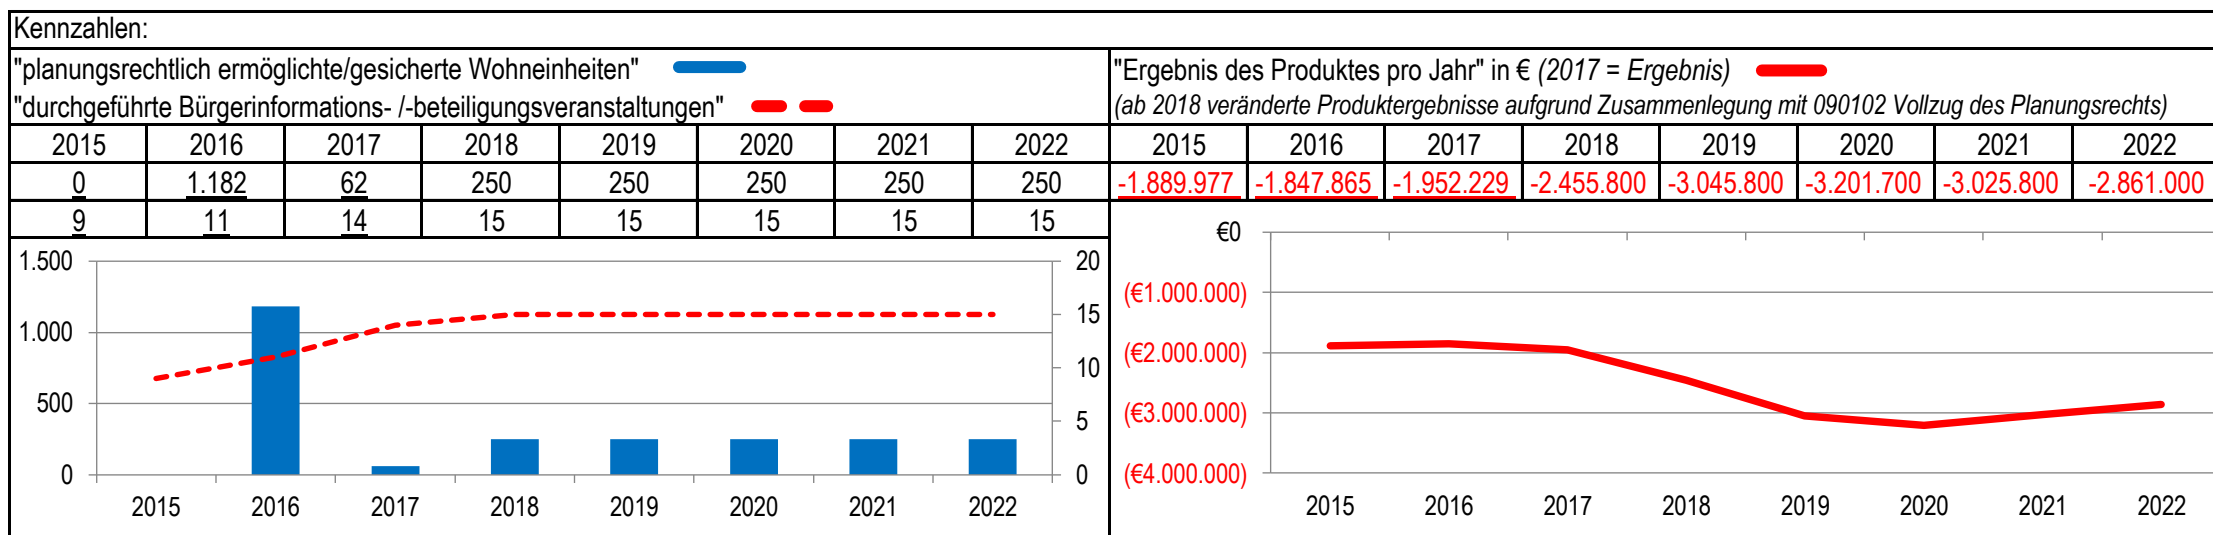 Kennzahlen:
"planungsrechtlich ermöglichte/gesicherte Wohneinheiten"
"durchgeführte Bürgerinformations- /-beteiligungsveranstaltungen"
2015 2016 2017 2018 2019 2020 2021 2022
0 1.182 62 250 250 250 250 250
9 11 14 15 15 15 15 15
1.500
1.000
500
0
20
15
10
5
0
2015 2016 2017 2018 2019 2020 2021 2022
"Ergebnis des Produktes pro Jahr" in € (2017 = Ergebnis)
(ab 2018 veränderte Produktergebnisse aufgrund Zusammenlegung mit 090102 Vollzug des Planungsrechts)
2015 2016 2017 2018 2019 2020 2021 2022
-1.889.977 -1.847.865 -1.952.229 -2.455.800 -3.045.800 -3.201.700 -3.025.800 -2.861.000
€0
(€1.000.000)
(€2.000.000)
(€3.000.000)
(€4.000.000)
2015 2016 2017 2018 2019 2020 2021 2022